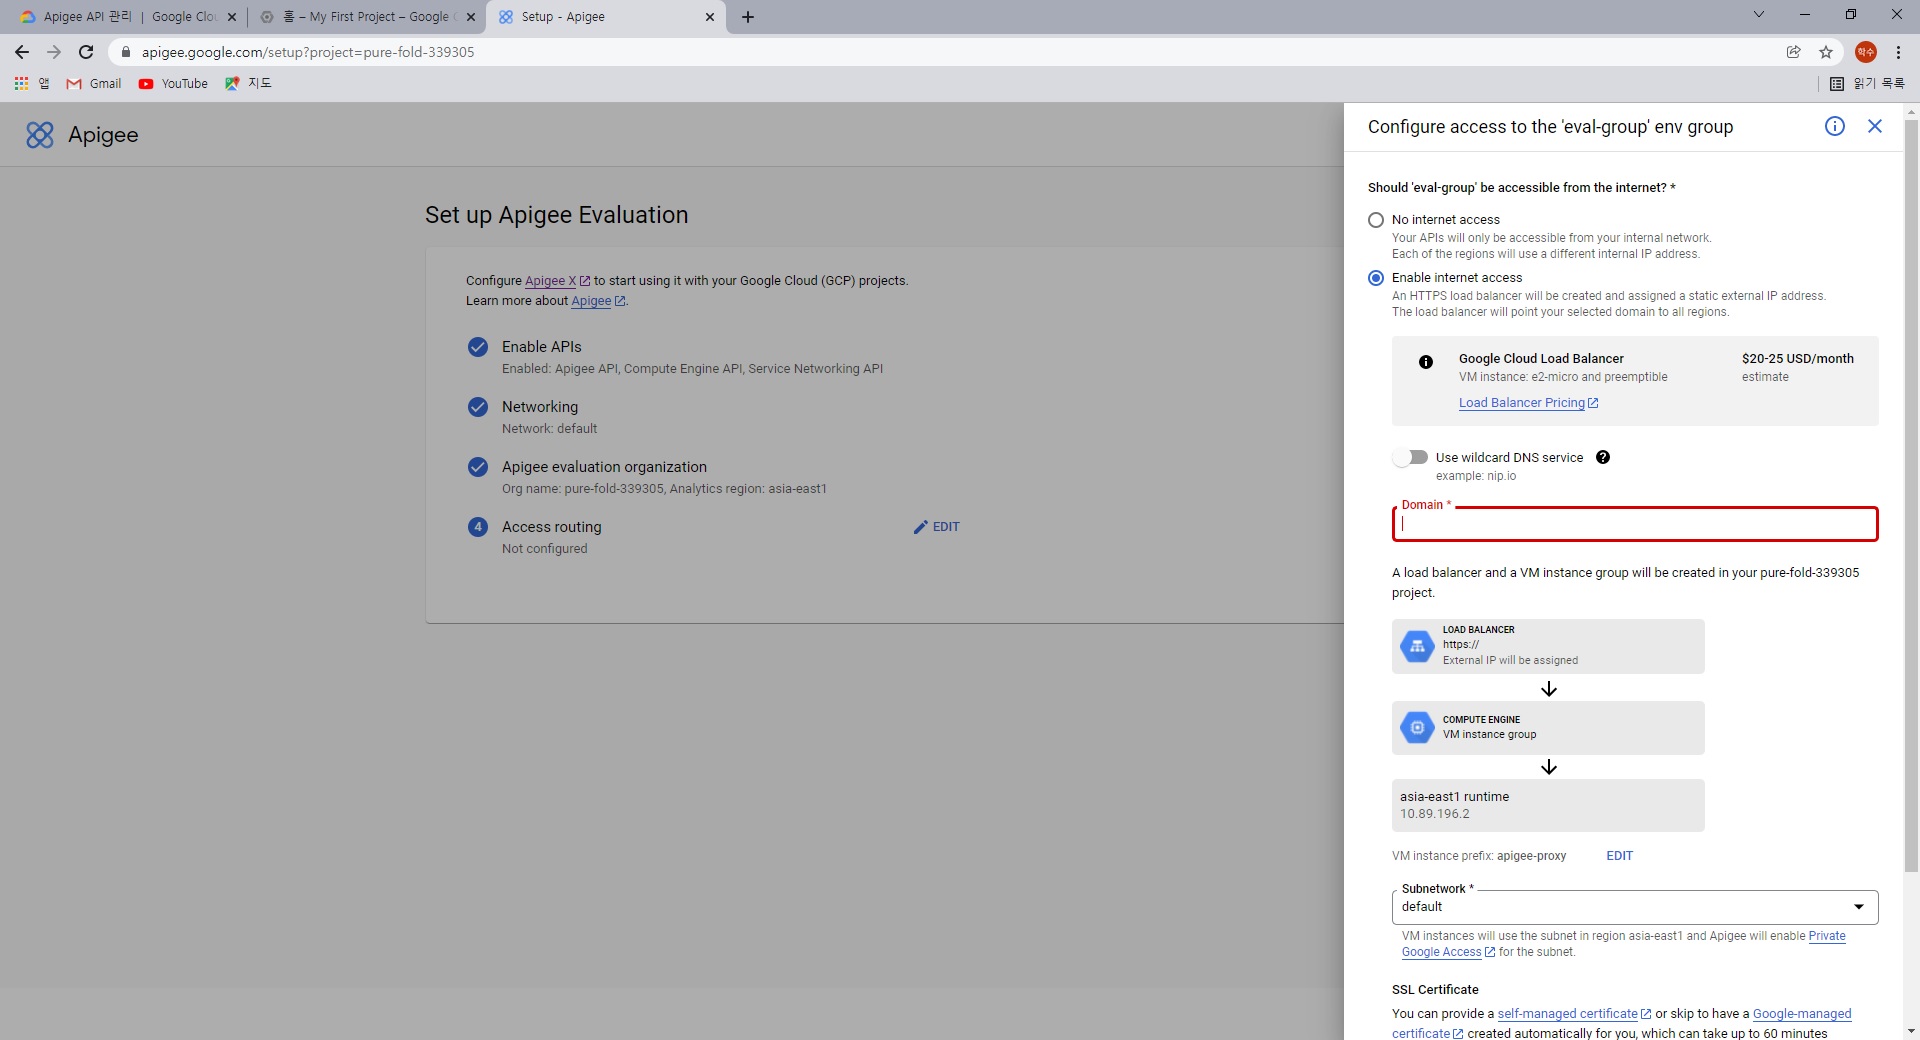 Apigee API 관리 | Google Clou
홈 – My First Project – Google C
Setup - Apigee
apigee.google.com/setup?project=pure-fold-339305
학수
앱
Gmail
YouTube
지도
읽기 목록
Apigee
Set up Apigee Evaluation
Configure Apigee X to start using it with your Google Cloud (GCP) projects.
Learn more about Apigee.
Enable APIs
Enabled: Apigee API, Compute Engine API, Service Networking API
Networking
Network: default
Apigee evaluation organization
Org name: pure-fold-339305, Analytics region: asia-east1
4 Access routing
EDIT
Not configured
Configure access to the 'eval-group' env group
Should 'eval-group' be accessible from the internet? *
No internet access
Your APIs will only be accessible from your internal network.
Each of the regions will use a different internal IP address.
Enable internet access
An HTTPS load balancer will be created and assigned a static external IP address.
The load balancer will point your selected domain to all regions.
Google Cloud Load Balancer $20-25 USD/month
VM instance: e2-micro and preemptible estimate
Load Balancer Pricing
Use wildcard DNS service
example: nip.io
Domain *
A load balancer and a VM instance group will be created in your pure-fold-339305
project.
LOAD BALANCER
https://
External IP will be assigned
COMPUTE ENGINE
VM instance group
asia-east1 runtime
10.89.196.2
VM instance prefix: apigee-proxy EDIT
Subnetwork *
default
VM instances will use the subnet in region asia-east1 and Apigee will enable Private
Google Access for the subnet.
SSL Certificate
You can provide a self-managed certificate or skip to have a Google-managed
certificate created automatically for you, which can take up to 60 minutes